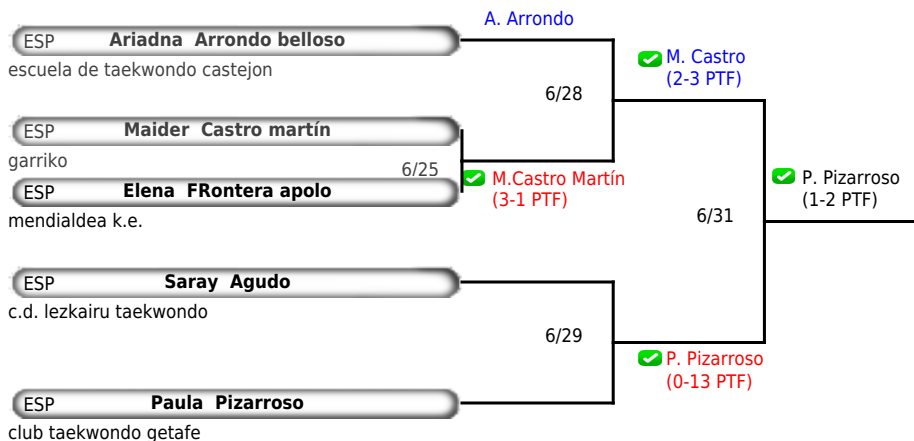 A. Arrondo
ESP Ariadna Arrondo belloso
escuela de taekwondo castejon
M. Castro
(2-3 PTF)
6/28
ESP Maider Castro martín
garriko
6/25
M.Castro Martín
(3-1 PTF)
ESP Elena FRontera apolo
mendialdea k.e.
P. Pizarroso
(1-2 PTF)
6/31
ESP Saray Agudo
c.d. lezkairu taekwondo
6/29
P. Pizarroso
(0-13 PTF)
ESP Paula Pizarroso
club taekwondo getafe